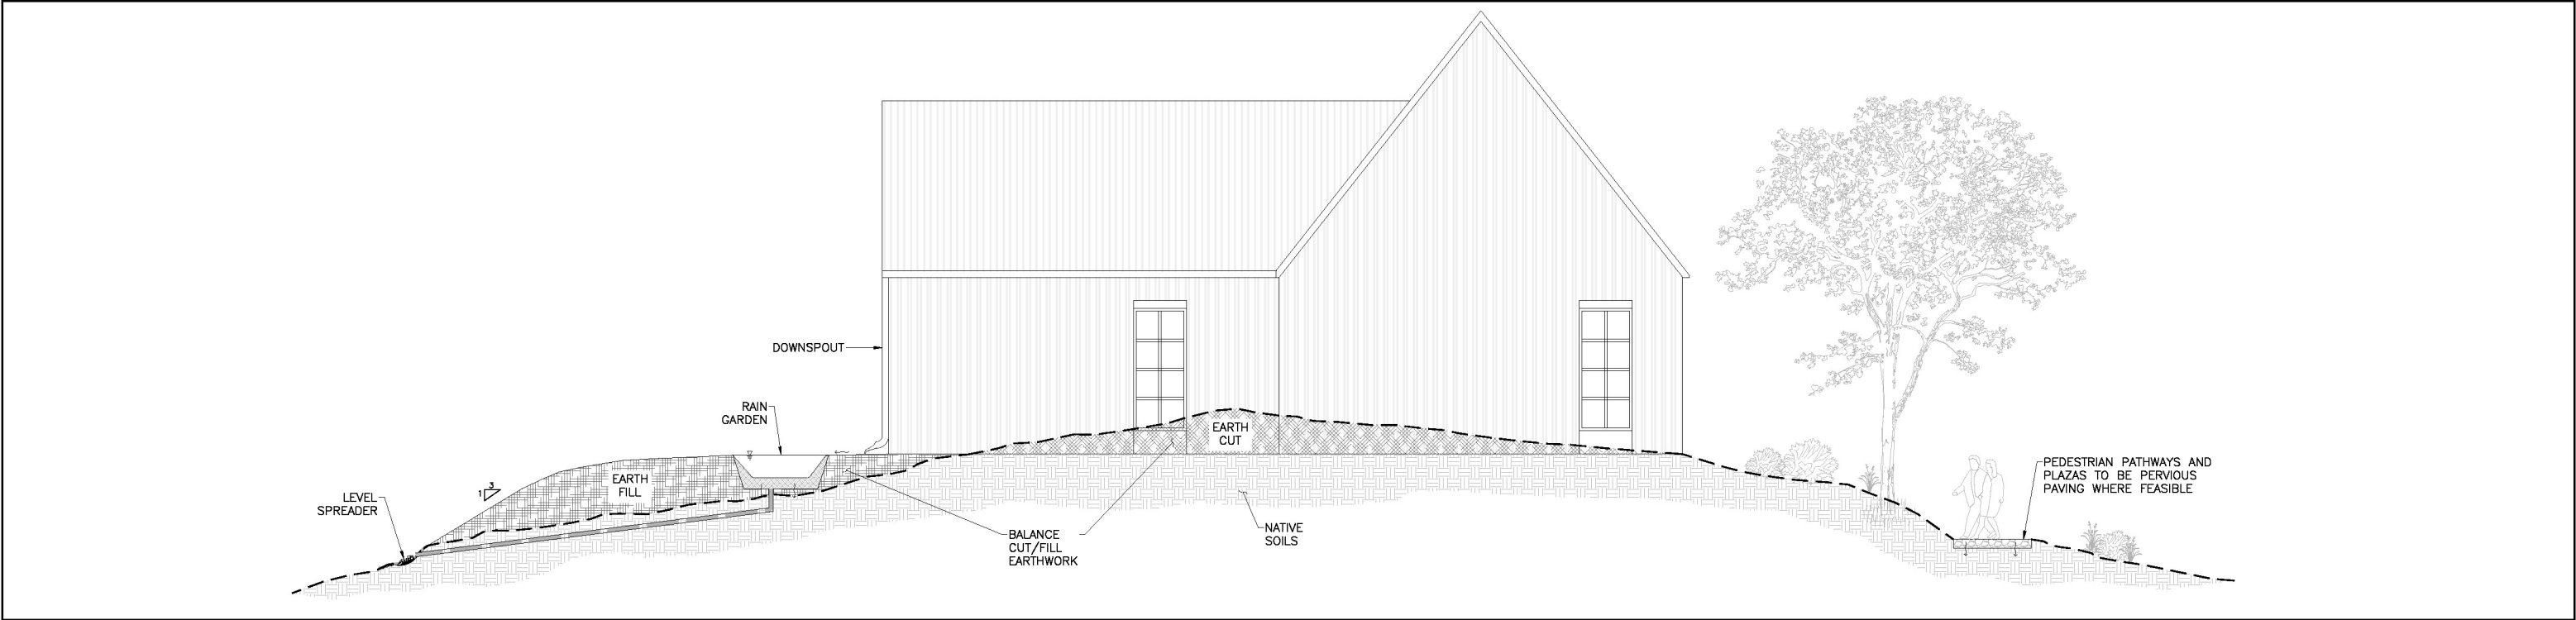 DOWNSPOUT
RAIN
GARDEN
EARTH
CUT
EARTH
FILL
3
1
LEVEL
SPREADER
BALANCE
CUT/FILL
EARTHWORK
NATIVE
SOILS
PEDESTRIAN PATHWAYS AND
PLAZAS TO BE PERVIOUS
PAVING WHERE FEASIBLE